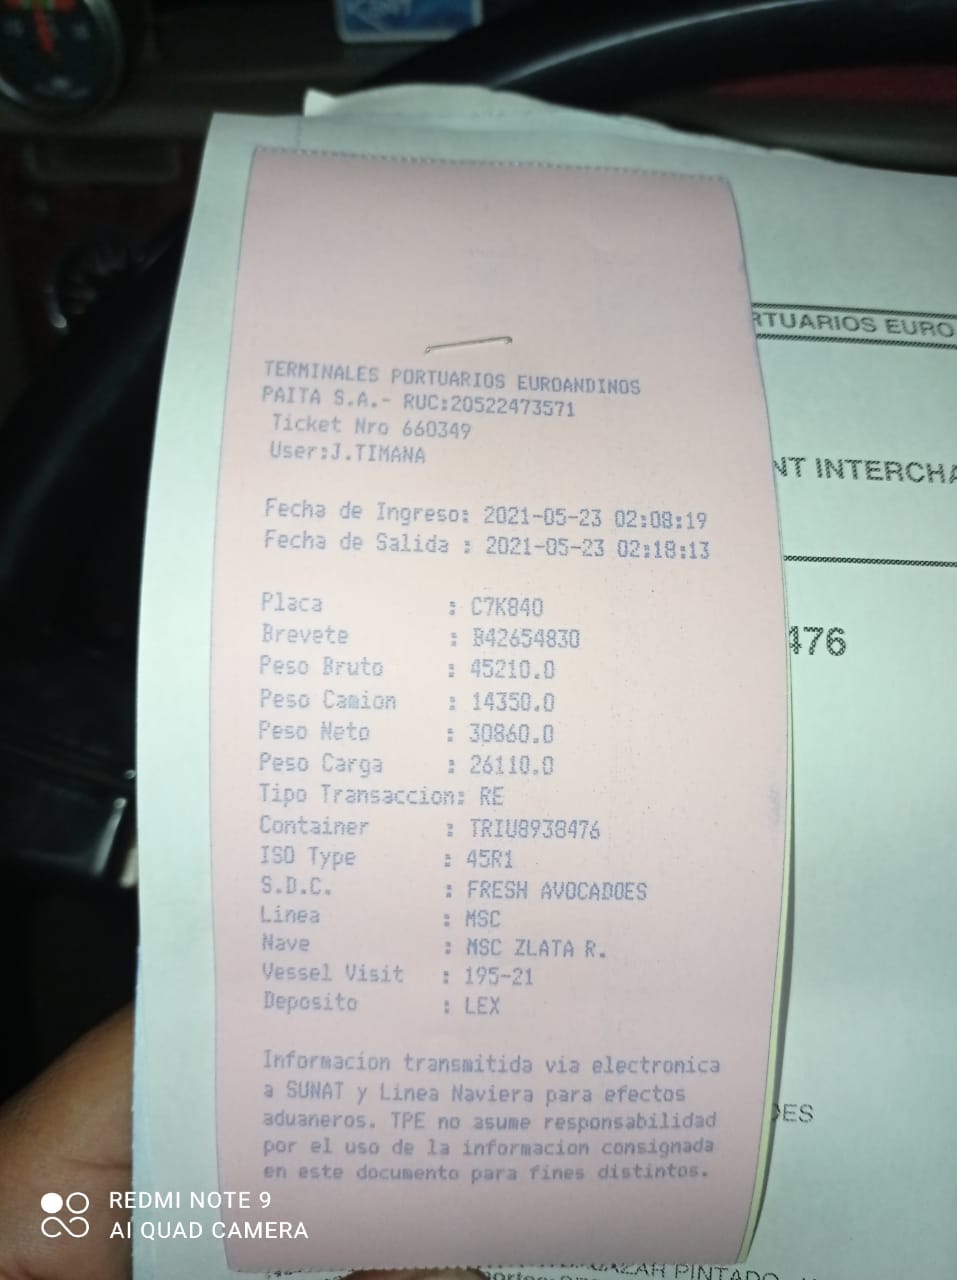 TERMINALES PORTUARIOS EUROANDINOS
PAITA S.A.- RUC:20522473571
Ticket Nro 660349
User:J.TIMANA
Fecha de Ingreso: 2021-05-23 02:08:19
Fecha de Salida : 2021-05-23 02:18:13
Placa : C7K840
Brevete : B42654830
Peso Bruto : 45210.0
Peso Camion : 14350.0
Peso Neto : 30860.0
Peso Carga : 26110.0
Tipo Transaccion: RE
Container : TRIU8938476
ISO Type : 45R1
S.D.C. : FRESH AVOCADOES
Linea : MSC
Nave : MSC ZLATA R.
Vessel Visit : 195-21
Deposito : LEX
Informacion transmitida via electronica
a SUNAT y Linea Naviera para efectos
aduaneros. TPE no asume responsabilidad
por el uso de la informacion consignada
en este documento para fines distintos.
RTUARIOS EURO
NT INTERCHA
476
DES
PINTADO
REDMI NOTE 9
AI QUAD CAMERA